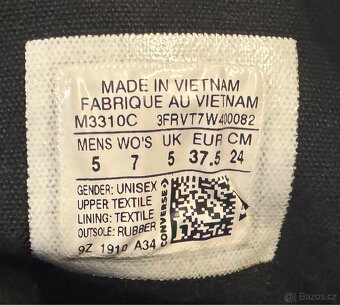 MADE IN VIETNAM
FABRIQUE AU VIETNAM
M3310C 3FRVT7W400082
MENS WO'S UK EUR CM
5 7 5 37.5 24
GENDER: UNISEX
UPPER TEXTILE
LINING: TEXTILE
OUTSOLE: RUBBER
9Z 1910 A34
CONVERSE
Bazos.cz